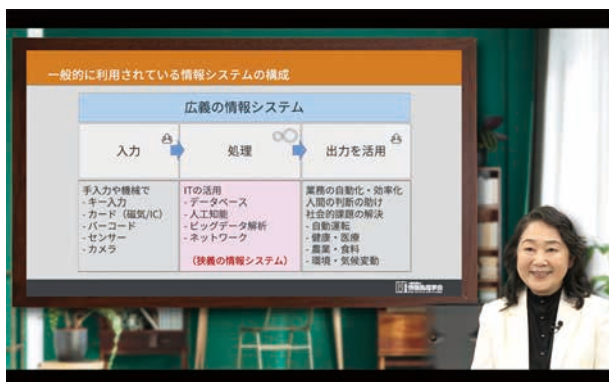 一般的に利用されている情報システムの構成
広義の情報システム
入力
処理
出力を活用
手入力や機械で
- キー入力
- カード（磁気/IC）
- バーコード
- センサー
- カメラ
ITの活用
- データベース
- 人工知能
- ビッグデータ解析
- ネットワーク
（狭義の情報システム）
業務の自動化・効率化
人間の判断の助け
社会的課題の解決
- 自動運転
- 健康・医療
- 農業・食料
- 環境・気候変動
情報処理学会